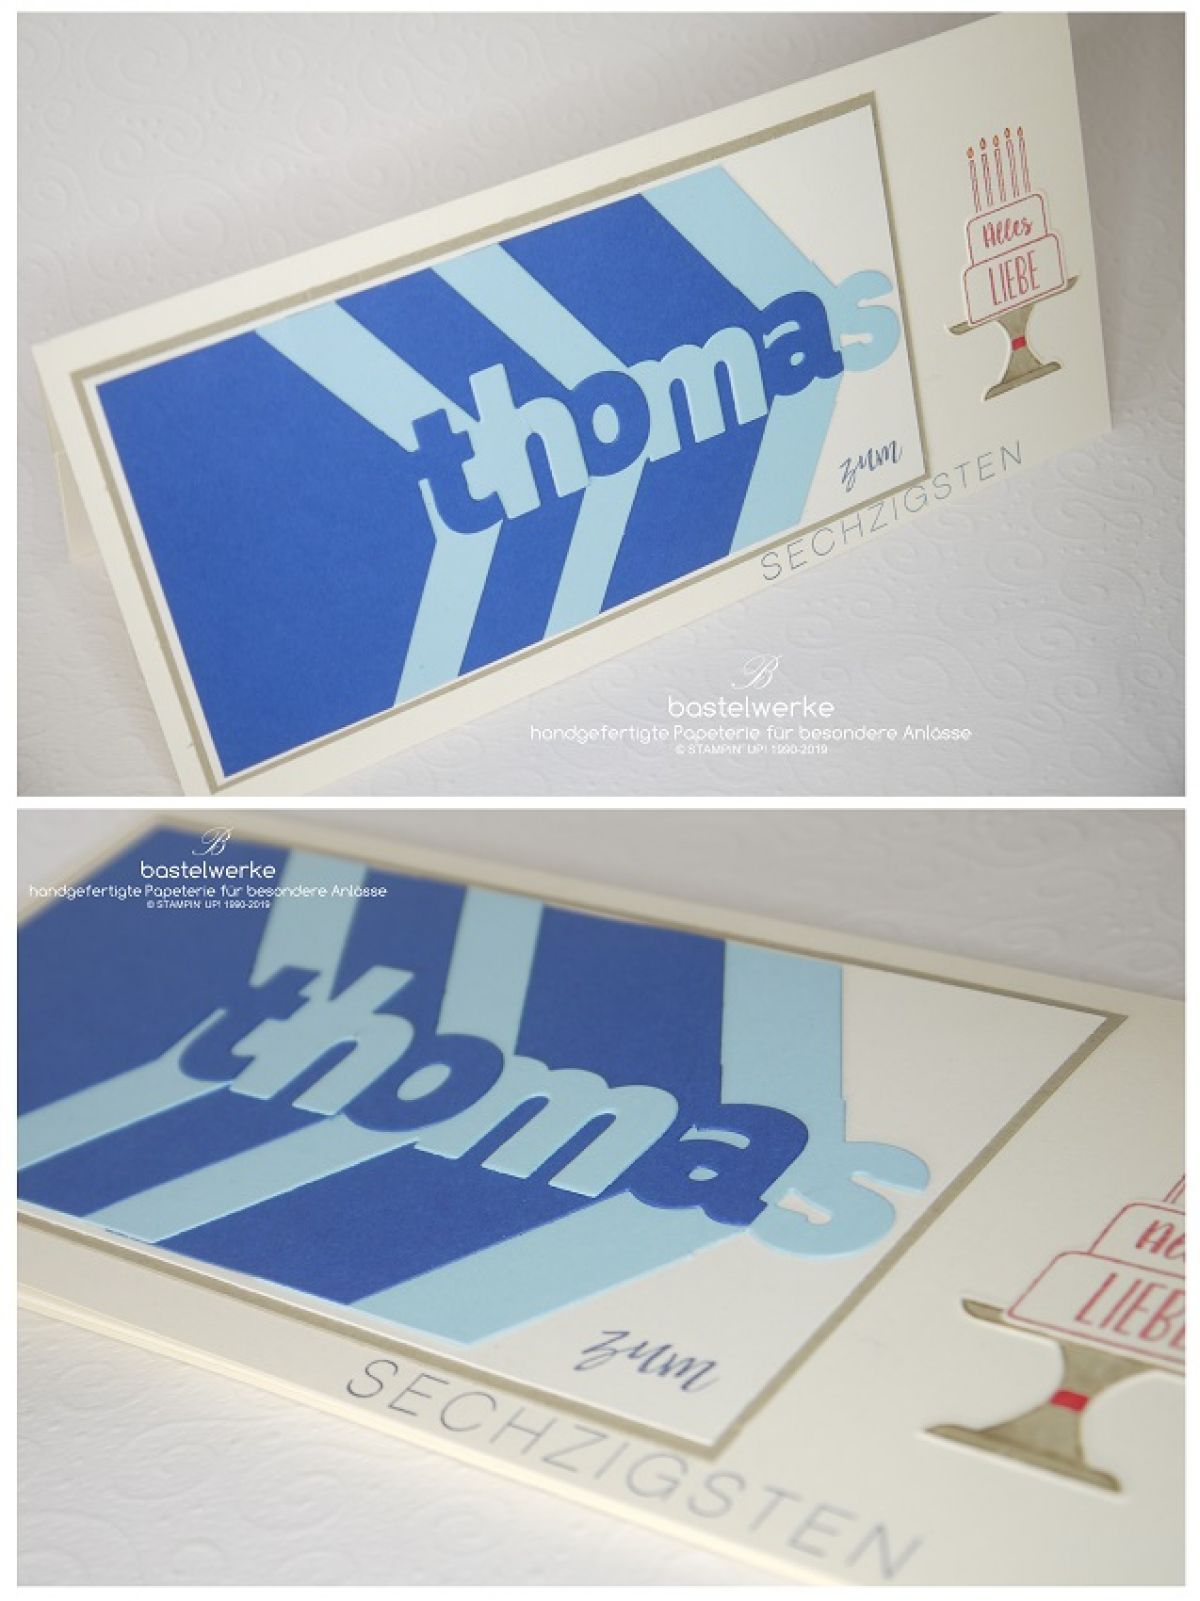 thomas
Alles
LIEBE
zum
SECHZIGSTEN
B
bastelwerke
handgefertigte Papeterie für besondere Anlässe
© STAMPIN' UP! 1990-2019
B
bastelwerke
handgefertigte Papeterie für besondere Anlässe
© STAMPIN' UP! 1990-2019
thomas
Alles
LIEBE
zum
SECHZIGSTEN